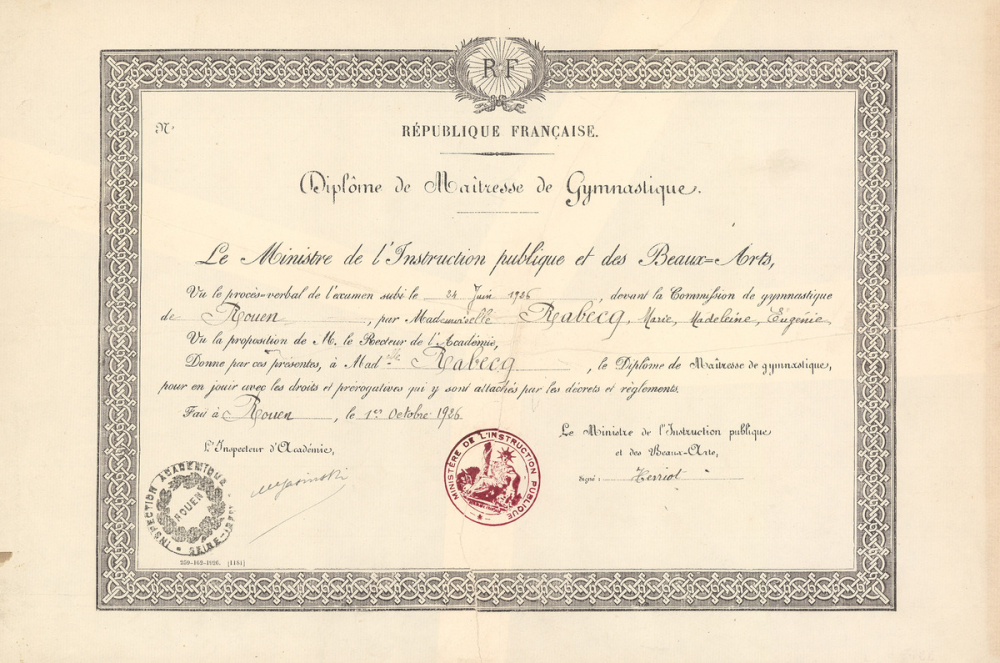 RF
N°
RÉPUBLIQUE FRANÇAISE.
Diplôme de Maîtresse de Gymnastique.
Le Ministre de l'Instruction publique et des Beaux=Arts,
Vu le procès-verbal de l'examen subi le 24 Juin 1926, devant la Commission de gymnastique
de Rouen, par Mademoiselle Rabecq, Marie, Madeleine, Eugénie
Vu la proposition de M. le Recteur de l'Académie,
Donne par ces présentes, à Mad lle Rabecq, le Diplôme de Maîtresse de gymnastique,
pour en jouir avec les droits et prérogatives qui y sont attachés par les décrets et règlements.
Fait à Rouen, le 1er Octobre 1926.
Le Ministre de l'Instruction publique
et des Beaux-Arts,
Signé : Herriot
L'Inspecteur d'Académie,
INSPECTION ACADÉMIQUE
ROUEN
MINISTÈRE DE L'INSTRUCTION PUBLIQUE
259-165-1926. [1184]